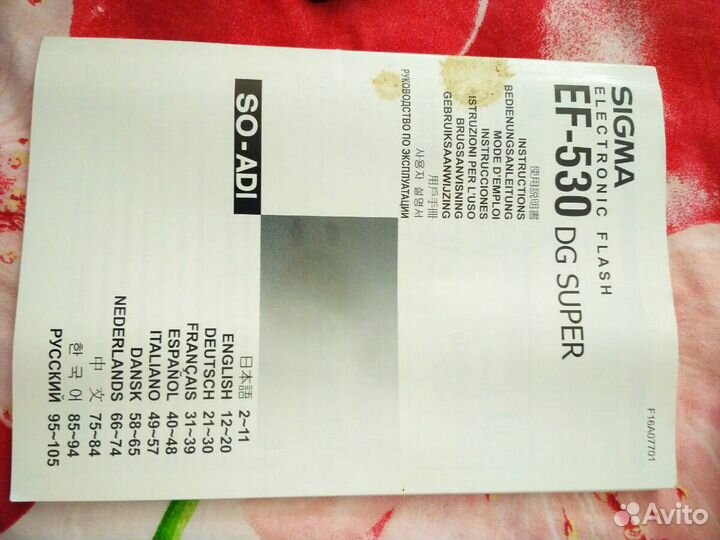 SIGMA
ELECTRONIC FLASH
EF-530 DG SUPER
使用説明書
INSTRUCTIONS
BEDIENUNGSANLEITUNG
MODE D'EMPLOI
INSTRUCCIONES
ISTRUZIONI PER L'USO
BRUGSANVISNING
GEBRUIKSAANWIJZING
用戶手冊
사용자 설명서
РУКОВОДСТВО ПО ЭКСПЛУАТАЦИИ
SO-ADI
日本語 2~11
ENGLISH 12~20
DEUTSCH 21~30
FRANÇAIS 31~39
ESPAÑOL 40~48
ITALIANO 49~57
DANSK 58~65
NEDERLANDS 66~74
中 文 75~84
한 국 어 85~94
РУССКИЙ 95~105
F16A07701
Avito